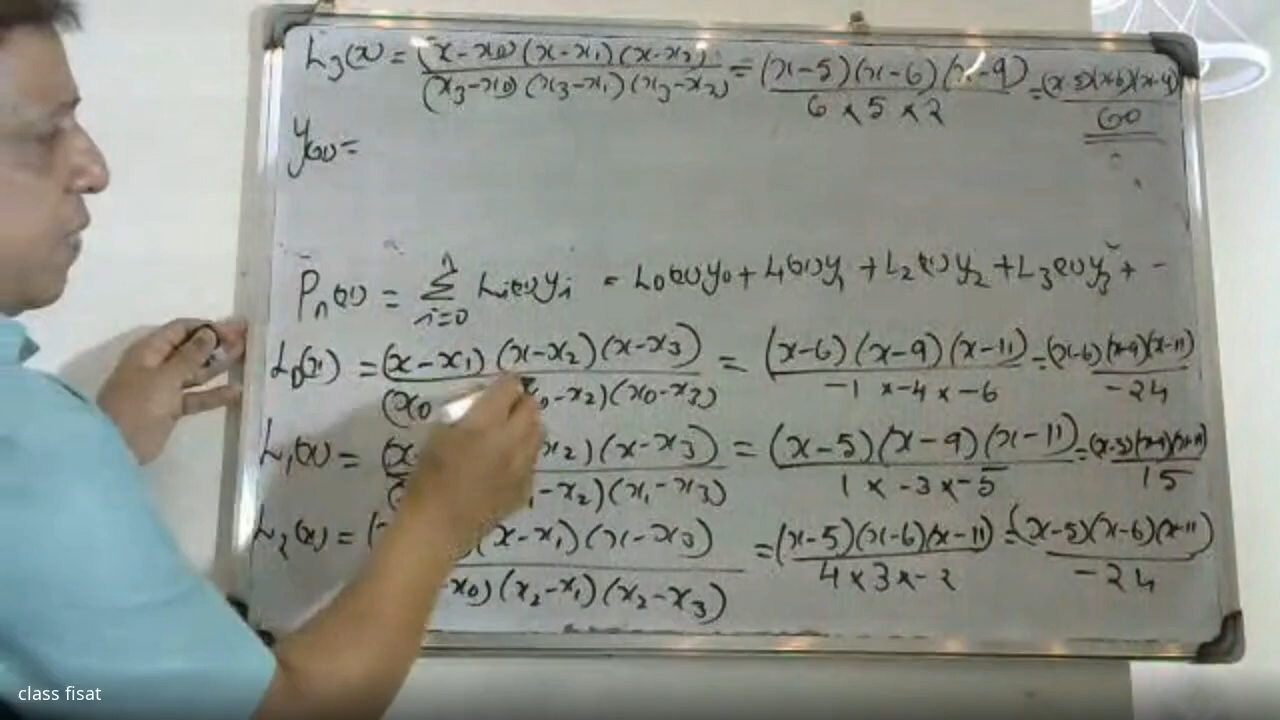 L₃(x) = (x-x₀)(x-x₁)(x-x₂) / (x₃-x₀)(x₃-x₁)(x₃-x₂) = (x-5)(x-6)(x-9) / 6 × 5 × 2 = (x-5)(x-6)(x-9) / 60
y(x) =
Pₙ(x) = Σ i=0 n Lᵢ(x)yᵢ = L₀(x)y₀ + L₁(x)y₁ + L₂(x)y₂ + L₃(x)y₃ + -
L₀(x) = (x-x₁)(x-x₂)(x-x₃) / (x₀ -x₂)(x₀-x₃) = (x-6)(x-9)(x-11) / -1 × -4 × -6 = (x-6)(x-9)(x-11) / -24
L₁(x) = (x- x₂)(x-x₃) / -x₂)(x₁-x₃) = (x-5)(x-9)(x-11) / 1 × -3 × -5 = (x-5)(x-9)(x-11) / 15
L₂(x) = ( (x-x₁)(x-x₃) / -x₀)(x₂-x₁)(x₂-x₃) = (x-5)(x-6)(x-11) / 4 × 3 × -2 = (x-5)(x-6)(x-11) / -24
class fisat